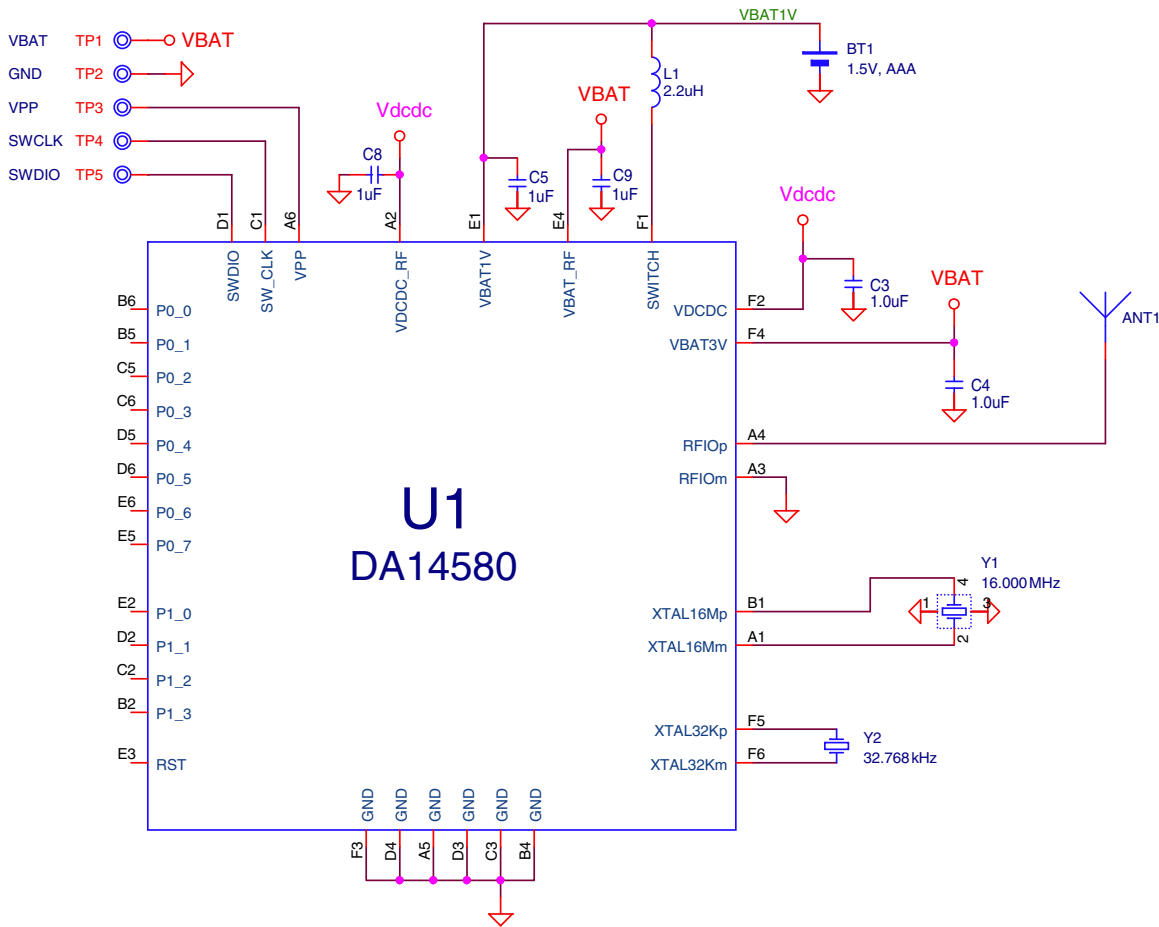 VBAT1V
VBAT TP1 VBAT
GND TP2
VPP TP3
SWCLK TP4
SWDIO TP5
BT1
1.5V, AAA
L1
2.2uH
VBAT
Vdcdc
C8
1uF
C5
1uF
C9
1uF
D1
C1
A6
A2
E1
E4
F1
SWDIO
SW_CLK
VPP
VDCDC_RF
VBAT1V
VBAT_RF
SWITCH
Vdcdc
C3
1.0uF
VBAT
C4
1.0uF
ANT1
B6 P0_0
B5 P0_1
C5 P0_2
C6 P0_3
D5 P0_4
D6 P0_5
E6 P0_6
E5 P0_7
E2 P1_0
D2 P1_1
C2 P1_2
B2 P1_3
E3 RST
U1
DA14580
VDCDC F2
VBAT3V F4
RFIOp A4
RFIOm A3
XTAL16Mp B1
XTAL16Mm A1
XTAL32Kp F5
XTAL32Km F6
Y1
16.000MHz
4
1
3
2
Y2
32.768kHz
GND
GND
GND
GND
GND
GND
F3
D4
A5
D3
C3
B4